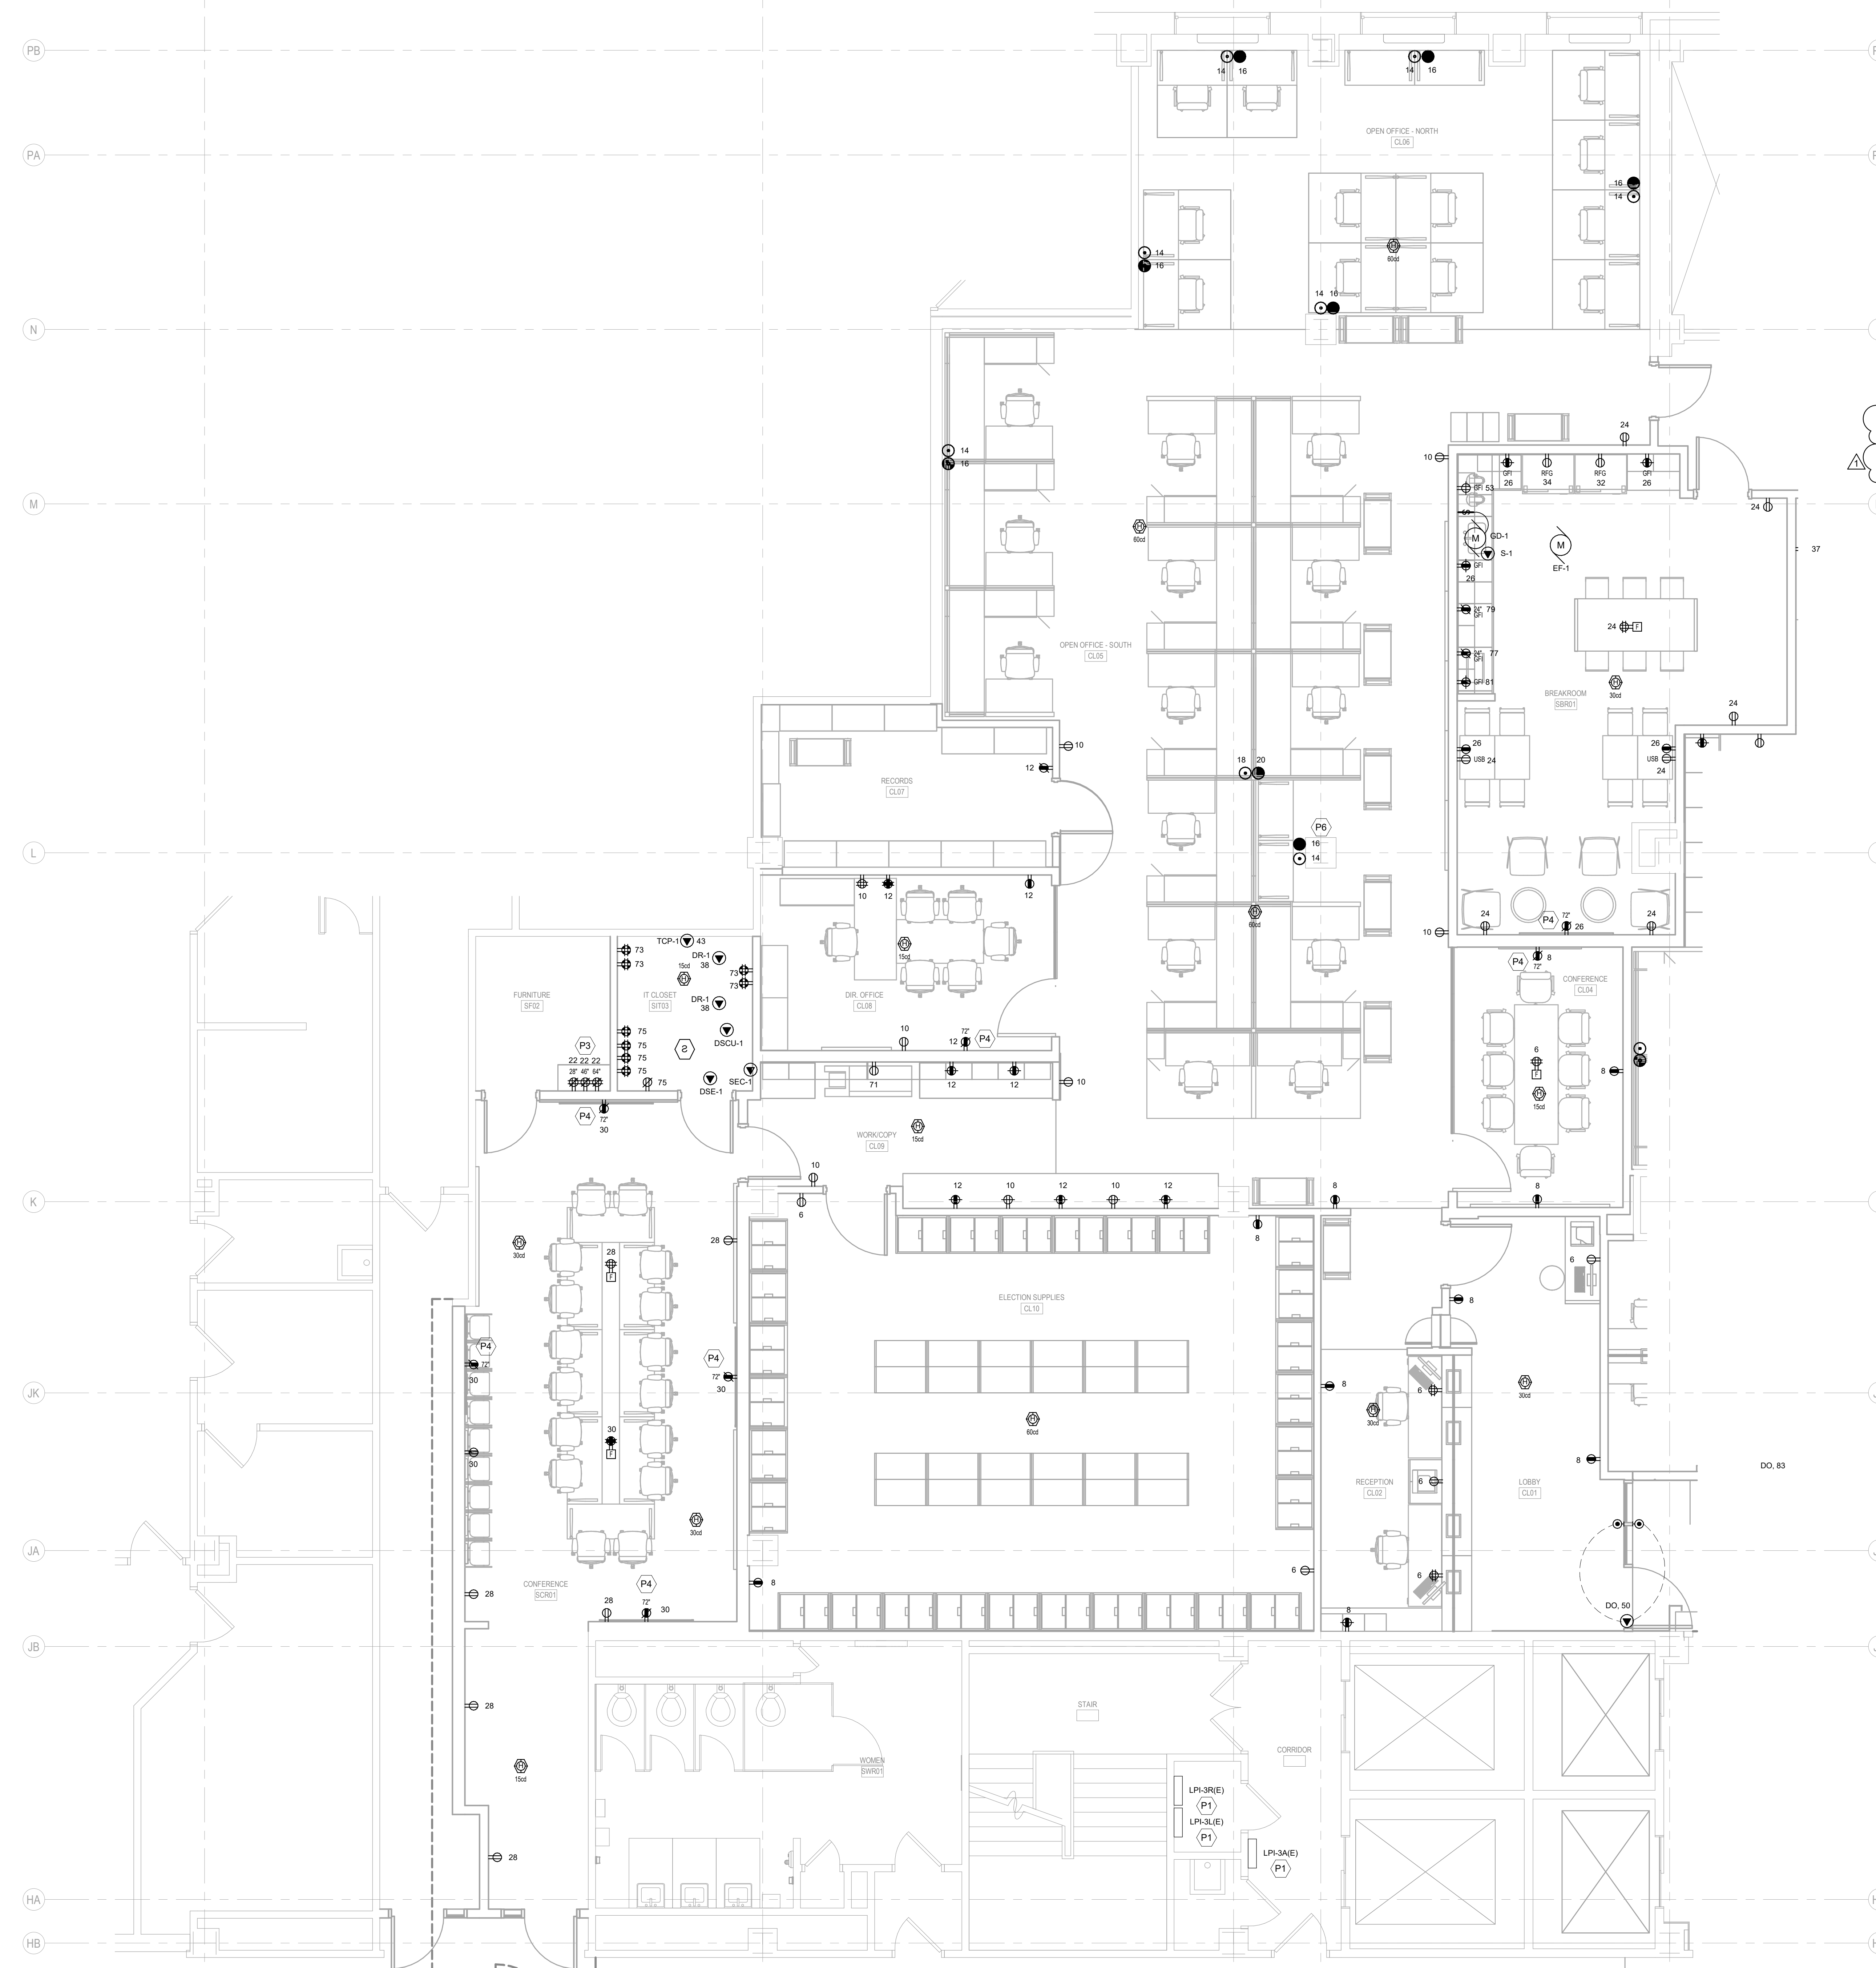 PB
14 16
14 16
OPEN OFFICE - NORTH
CL06
PA
16
14
14
16
H
60cd
14 16
N
24
14
16
10
GFI
26
RFG
34
RFG
32
GFI
26
GFI 53
M
24
1
H
60cd
M
GD-1
S-1
M
EF-1
37
GFI
26
24" 79
GFI
24 F
OPEN OFFICE - SOUTH
CL05
24" 77
GFI
GFI 81
H
30cd
BREAKROOM
SBR01
24
10
12
26
USB 24
26
USB
24
RECORDS
CL07
18 20
P6
16
14
L
10
12
12
24
P4
72"
26
24
H
60cd
10
TCP-1 43
DR-1
38
15cd
H
73
73
73
73
H
15cd
P4
8
72"
CONFERENCE
CL04
FURNITURE
SF02
IT CLOSET
SIT03
DIR. OFFICE
CL08
DR-1
38
DSCU-1
75
75
75
75
75
S
10
12
72"
P4
6
F
8
P3
22 22 22
28" 46" 64"
DSE-1
SEC-1
71
12
12
10
H
15cd
P4
72"
30
WORK/COPY
CL09
H
15cd
10
6
12
10
12
10
12
8
8
8
K
H
30cd
28
F
28
6
ELECTION SUPPLIES
CL10
8
P4
72"
30
P4
72"
30
8
6
H
30cd
JK
H
60cd
H
30cd
30
F
30
8
DO, 83
6
RECEPTION
CL02
LOBBY
CL01
H
30cd
JA
CONFERENCE
SCR01
P4
28
28
72"
30
8
6
6
8
DO, 50
JB
28
STAIR
CORRIDOR
WOMEN
SWR01
H
15cd
LPI-3R(E)
P1
LPI-3L(E)
P1
LPI-3A(E)
P1
28
HA
HB